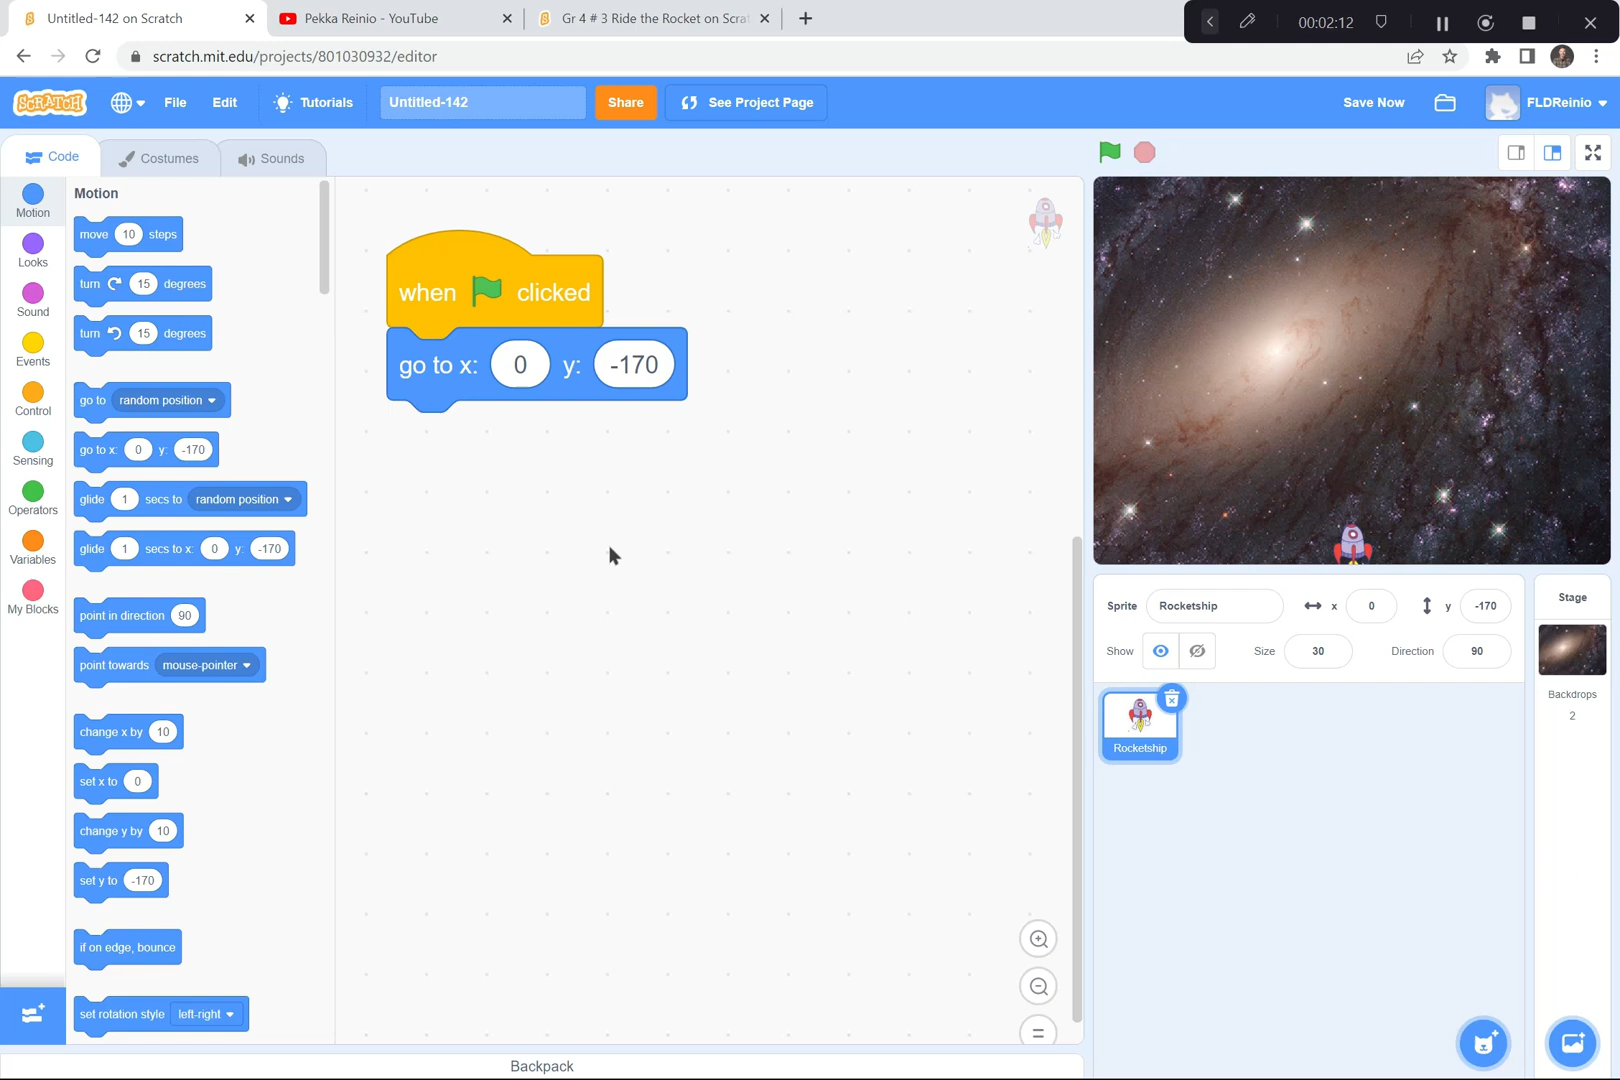 Untitled-142 on Scratch
Pekka Reinio - YouTube
Gr 4 # 3 Ride the Rocket on Scrat
00:02:12
scratch.mit.edu/projects/801030932/editor
SCRATCH
File
Edit
Tutorials
Untitled-142
Share
See Project Page
Save Now
FLDReinio
Code
Costumes
Sounds
Motion
Looks
Sound
Events
Control
Sensing
Operators
Variables
My Blocks
Motion
move 10 steps
turn 15 degrees
turn 15 degrees
go to random position
go to x: 0 y: -170
glide 1 secs to random position
glide 1 secs to x: 0 y: -170
point in direction 90
point towards mouse-pointer
change x by 10
set x to 0
change y by 10
set y to -170
if on edge, bounce
set rotation style left-right
when clicked
go to x: 0 y: -170
Backpack
Sprite Rocketship x 0 y -170
Show Size 30 Direction 90
Rocketship
Stage
Backdrops
2